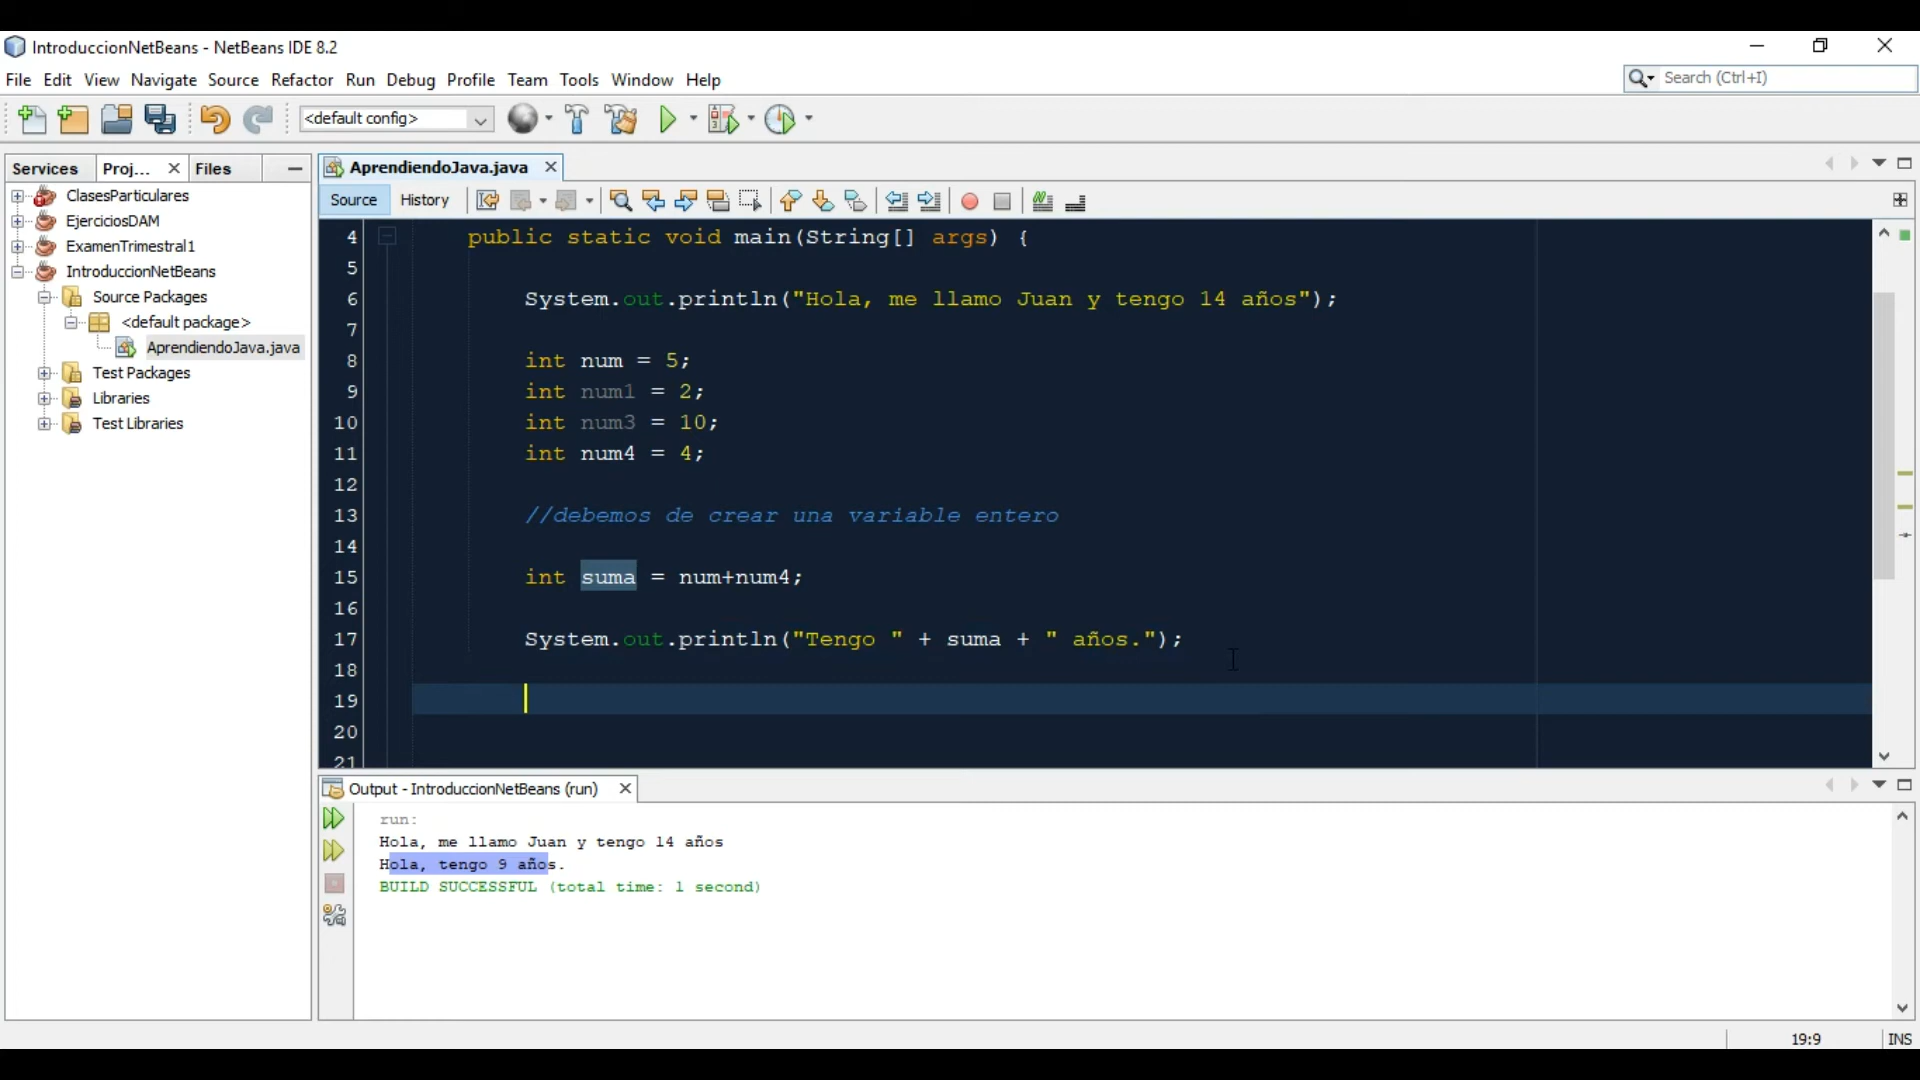 IntroduccionNetBeans - NetBeans IDE 8.2
File Edit View Navigate Source Refactor Run Debug Profile Team Tools Window Help
Search (Ctrl+I)
<default config>
Services Proj... Files
AprendiendoJava.java
Source History
ClasesParticulares
EjerciciosDAM
ExamenTrimestral1
IntroduccionNetBeans
Source Packages
<default package>
AprendiendoJava.java
Test Packages
Libraries
Test Libraries
4 public static void main(String[] args) {
5
6 System.out.println("Hola, me llamo Juan y tengo 14 años");
7
8 int num = 5;
9 int num1 = 2;
10 int num3 = 10;
11 int num4 = 4;
12
13 //debemos de crear una variable entero
14
15 int suma = num+num4;
16
17 System.out.println("Tengo " + suma + " años.");
18
19
20
21
Output - IntroduccionNetBeans (run)
run:
Hola, me llamo Juan y tengo 14 años
Hola, tengo 9 años.
BUILD SUCCESSFUL (total time: 1 second)
19:9 INS